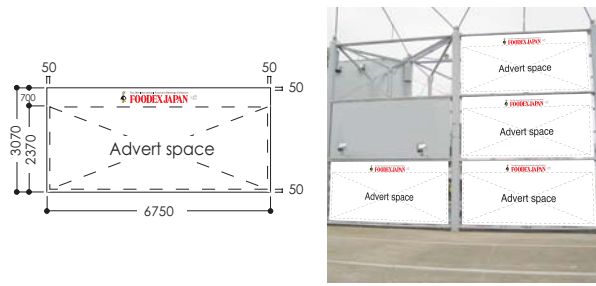 50
50
50
700
FOODEX JAPAN
3070
2370
Advert space
50
6750
FOODEX JAPAN
Advert space
FOODEX JAPAN
Advert space
FOODEX JAPAN
Advert space
FOODEX JAPAN
Advert space